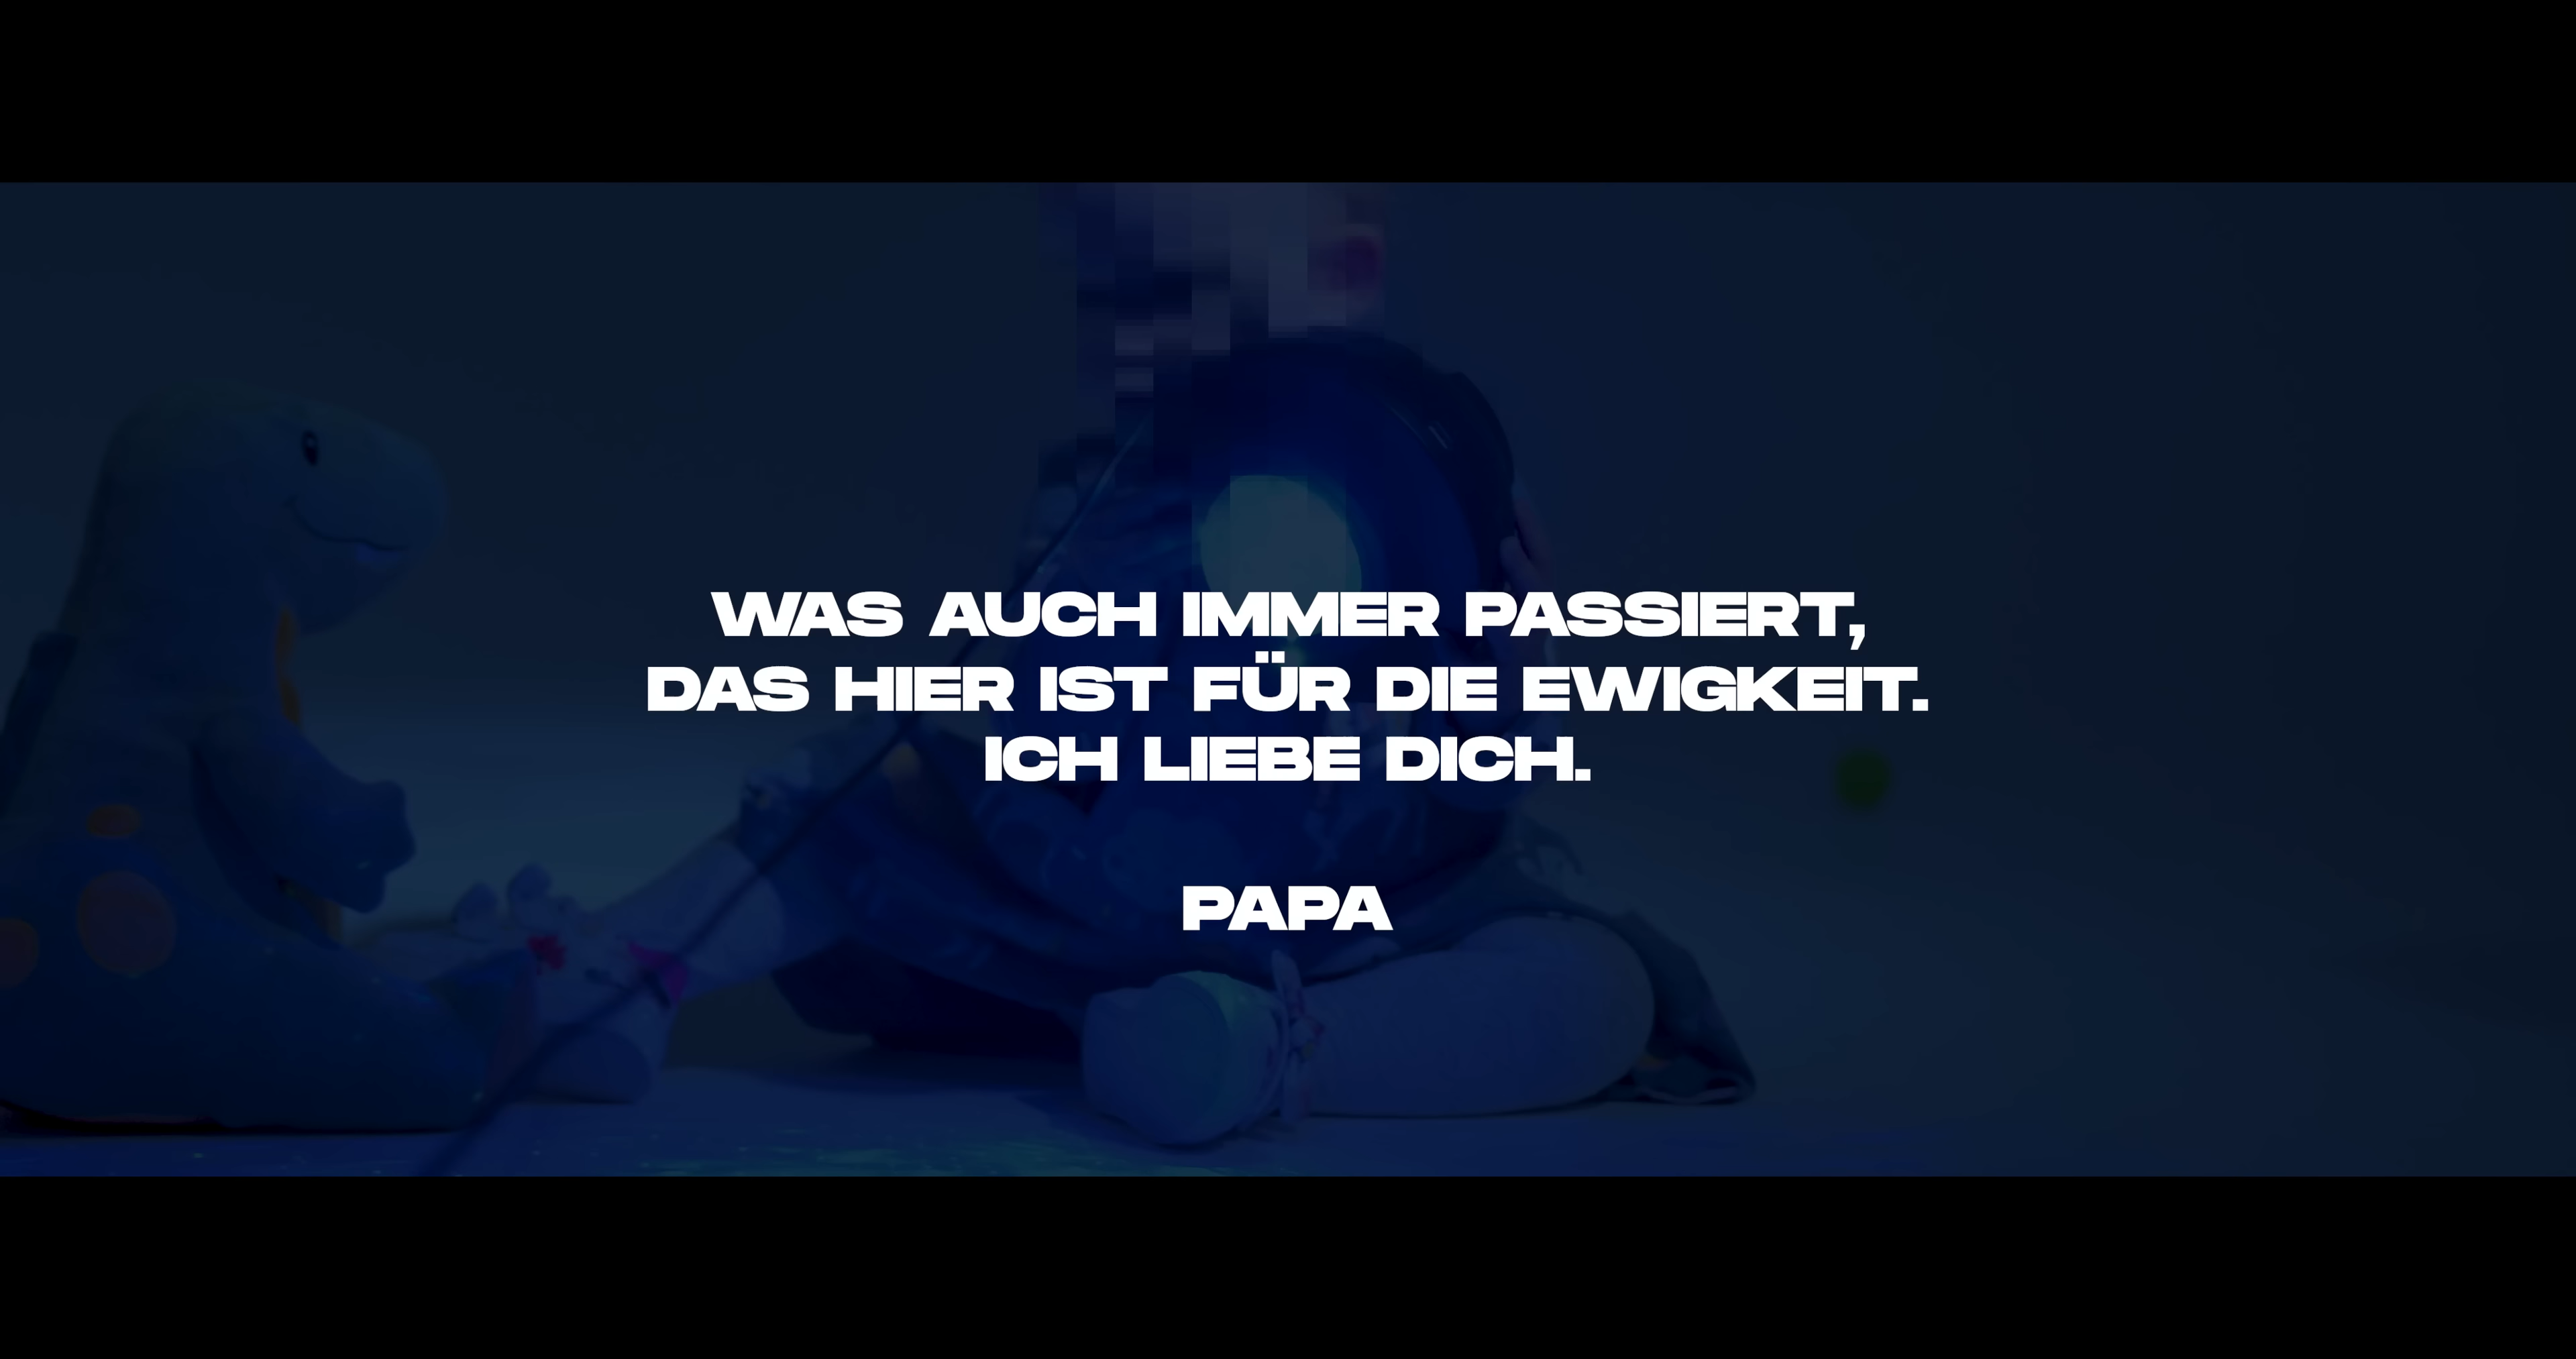 WAS AUCH IMMER PASSIERT,
DAS HIER IST FÜR DIE EWIGKEIT.
ICH LIEBE DICH.
PAPA